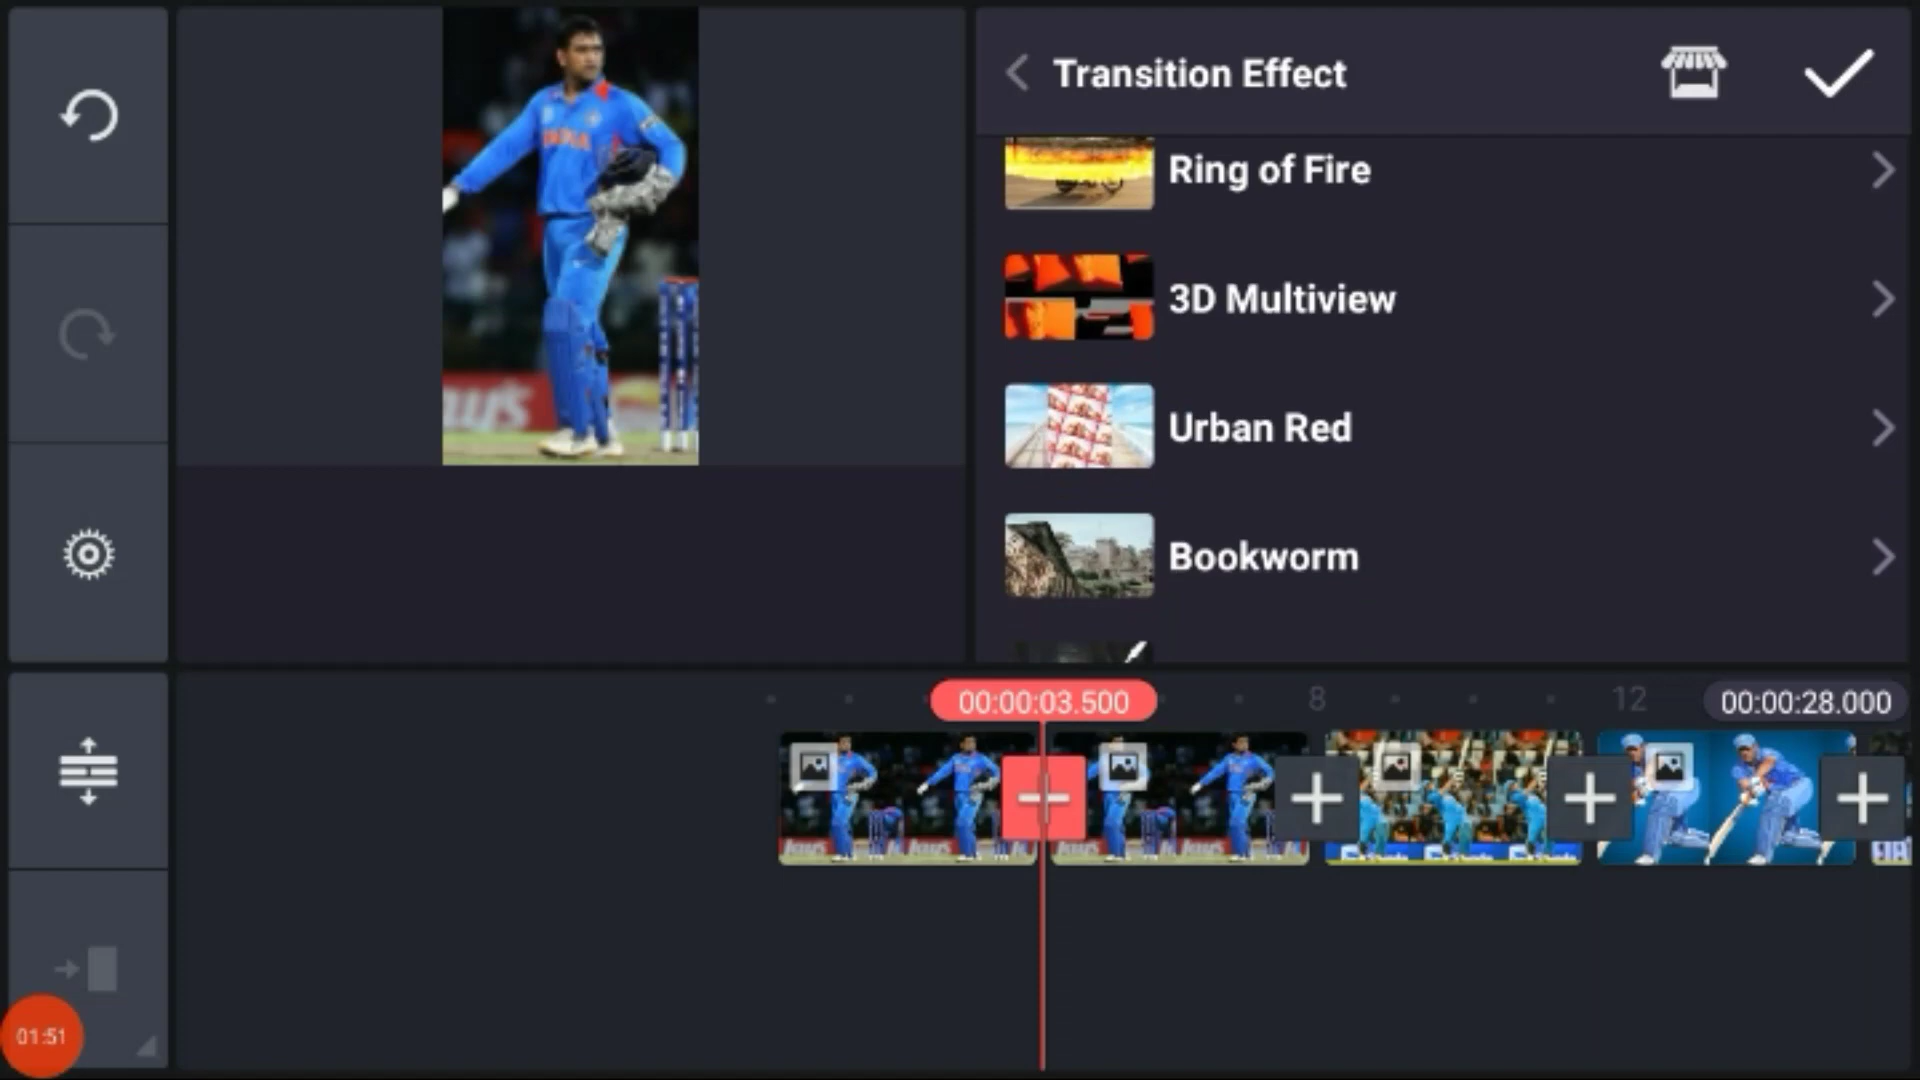 Transition Effect
Ring of Fire
3D Multiview
Urban Red
Bookworm
00:00:03.500
8
12
00:00:28.000
INDIA
01:51